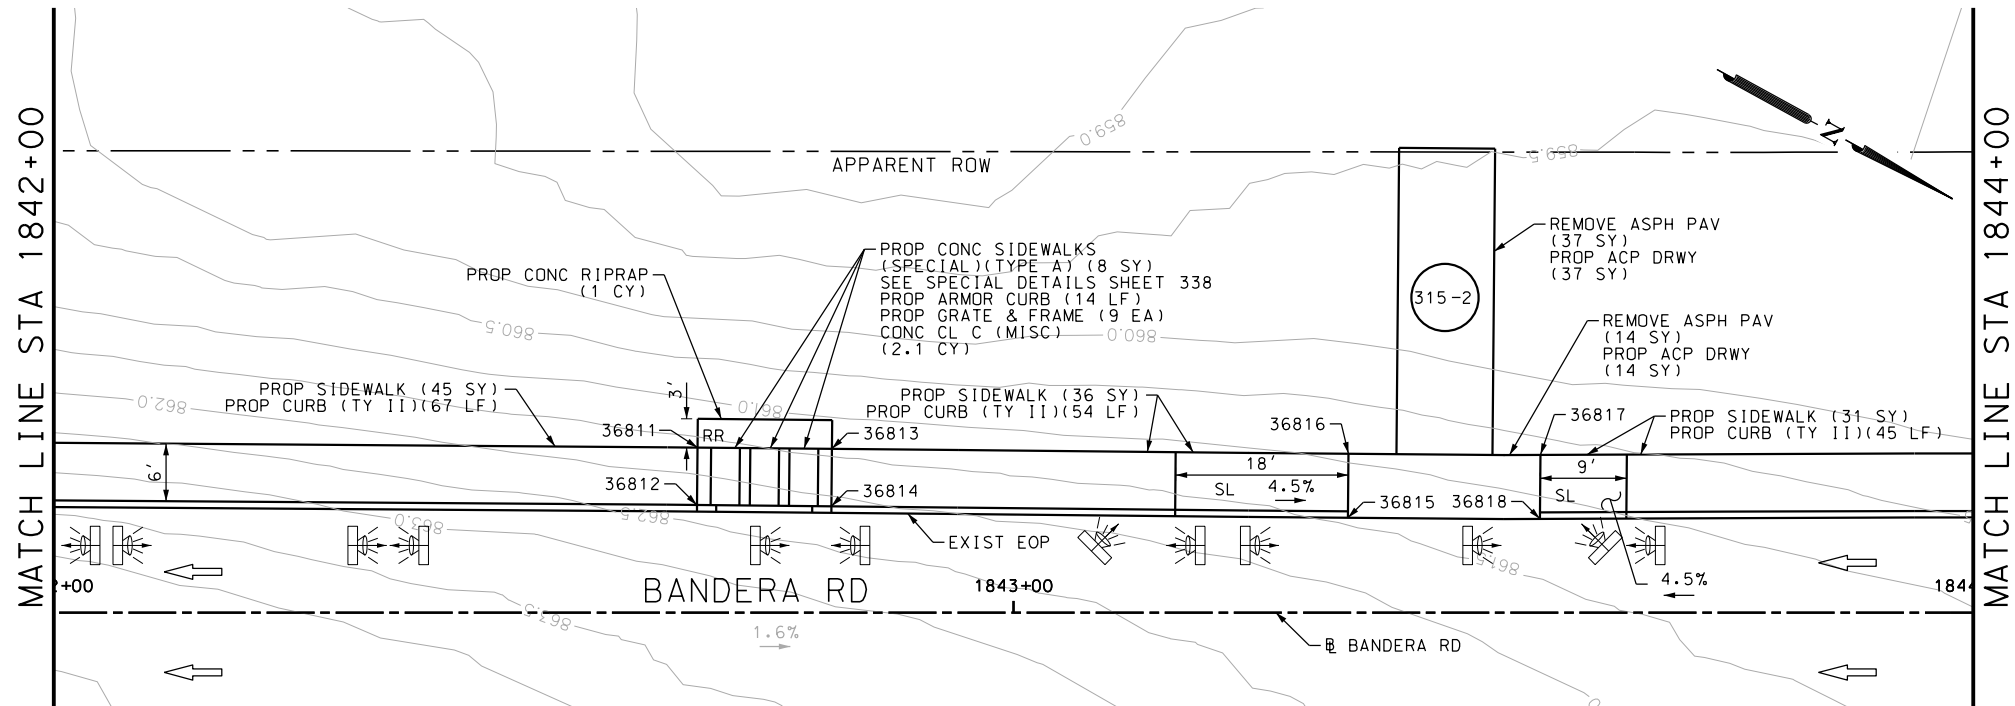 MATCH LINE STA 1842+00
MATCH LINE STA 1844+00
859.0
859.5
N
APPARENT ROW
REMOVE ASPH PAV
(37 SY)
PROP ACP DRWY
(37 SY)
PROP CONC SIDEWALKS
(SPECIAL)(TYPE A) (8 SY)
SEE SPECIAL DETAILS SHEET 338
PROP ARMOR CURB (14 LF)
PROP GRATE & FRAME (9 EA)
CONC CL C (MISC)
(2.1 CY)
PROP CONC RIPRAP
(1 CY)
315-2
860.5
860.0
REMOVE ASPH PAV
(14 SY)
PROP ACP DRWY
(14 SY)
PROP SIDEWALK (45 SY)
PROP CURB (TY II)(67 LF)
3'
862.0
861.0
PROP SIDEWALK (36 SY)
PROP CURB (TY II)(54 LF)
PROP SIDEWALK (31 SY)
PROP CURB (TY II)(45 LF)
36811
RR
36813
36816
36817
6'
18'
9'
36812
36814
SL
4.5%
36815
36818
SL
863.0
862.5
EXIST EOP
861.5
4.5%
+00
BANDERA RD
1843+00
1844
863.5
1.6%
℄ BANDERA RD